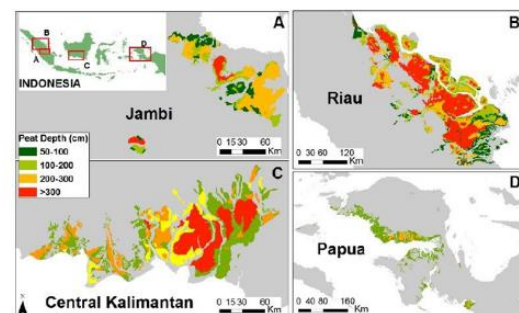 A
B
D
A
C
INDONESIA
Jambi
Peat Depth (cm)
50-100
100-200
200-300
>300
0 15 30 60
Km
B
Riau
0 30 60 120
Km
C
Central Kalimantan
N
0 15 30 60
Km
D
Papua
0 40 80 160
Km